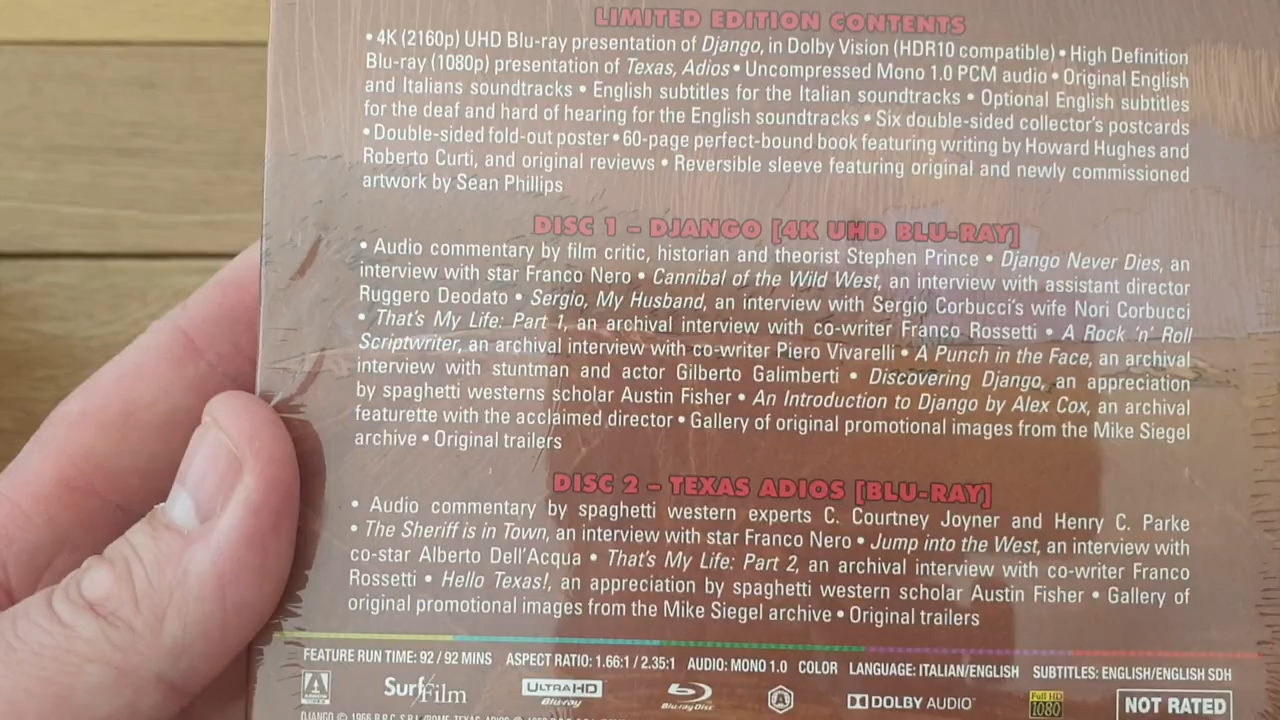 LIMITED EDITION CONTENTS
• 4K (2160p) UHD Blu-ray presentation of Django, in Dolby Vision (HDR10 compatible) • High Definition
Blu-ray (1080p) presentation of Texas, Adios • Uncompressed Mono 1.0 PCM audio • Original English
and Italians soundtracks • English subtitles for the Italian soundtracks • Optional English subtitles
for the deaf and hard of hearing for the English soundtracks • Six double-sided collector's postcards
• Double-sided fold-out poster • 60-page perfect-bound book featuring writing by Howard Hughes and
Roberto Curti, and original reviews • Reversible sleeve featuring original and newly commissioned
artwork by Sean Phillips
DISC 1 – DJANGO [4K UHD BLU-RAY]
• Audio commentary by film critic, historian and theorist Stephen Prince • Django Never Dies, an
interview with star Franco Nero • Cannibal of the Wild West, an interview with assistant director
Ruggero Deodato • Sergio, My Husband, an interview with Sergio Corbucci's wife Nori Corbucci
• That's My Life: Part 1, an archival interview with co-writer Franco Rossetti • A Rock 'n' Roll
Scriptwriter, an archival interview with co-writer Piero Vivarelli • A Punch in the Face, an archival
interview with stuntman and actor Gilberto Galimberti • Discovering Django, an appreciation
by spaghetti westerns scholar Austin Fisher • An Introduction to Django by Alex Cox, an archival
featurette with the acclaimed director • Gallery of original promotional images from the Mike Siegel
archive • Original trailers
DISC 2 – TEXAS ADIOS [BLU-RAY]
• Audio commentary by spaghetti western experts C. Courtney Joyner and Henry C. Parke
• The Sheriff is in Town, an interview with star Franco Nero • Jump into the West, an interview with
co-star Alberto Dell'Acqua • That's My Life: Part 2, an archival interview with co-writer Franco
Rossetti • Hello Texas!, an appreciation by spaghetti western scholar Austin Fisher • Gallery of
original promotional images from the Mike Siegel archive • Original trailers
FEATURE RUN TIME: 92 / 92 MINS ASPECT RATIO: 1.66:1 / 2.35:1 AUDIO: MONO 1.0 COLOR LANGUAGE: ITALIAN/ENGLISH SUBTITLES: ENGLISH/ENGLISH SDH
ARROW Surf Film ULTRA HD Blu-ray Blu-ray Disc A DOLBY AUDIO Full HD 1080 NOT RATED